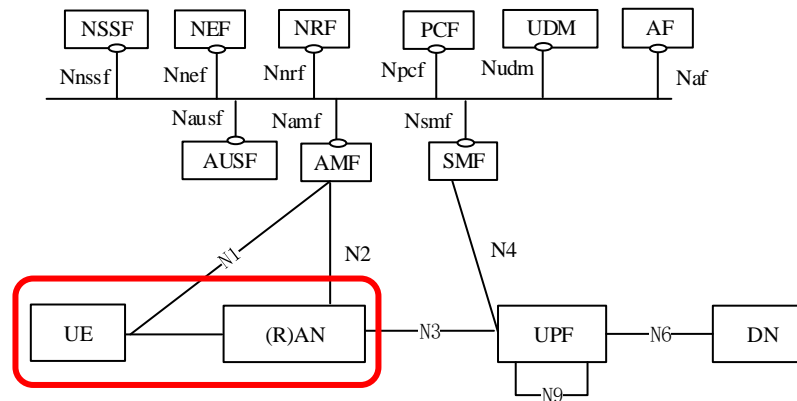 NSSF NEF NRF PCF UDM AF
Nnssf Nnef Nnrf Npcf Nudm Naf
Nausf Namf Nsmf
AUSF AMF SMF
N1 N2 N4
UE (R)AN N3 UPF N6 DN
N9